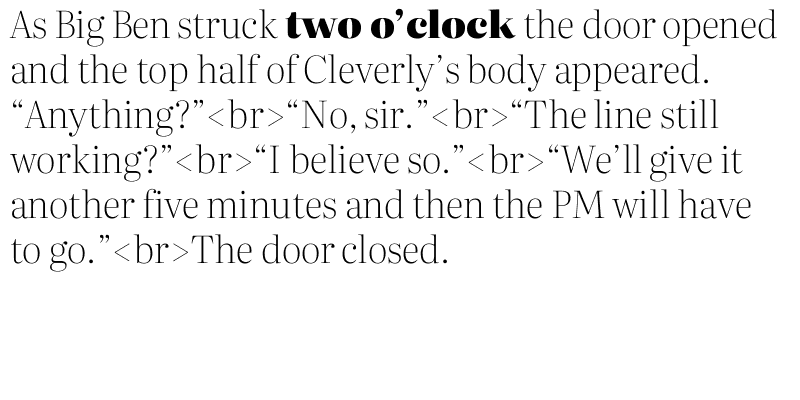 As Big Ben struck two o’clock the door opened
and the top half of Cleverly’s body appeared.
“Anything?”<br>“No, sir.”<br>“The line still
working?”<br>“I believe so.”<br>“We’ll give it
another five minutes and then the PM will have
to go.”<br>The door closed.